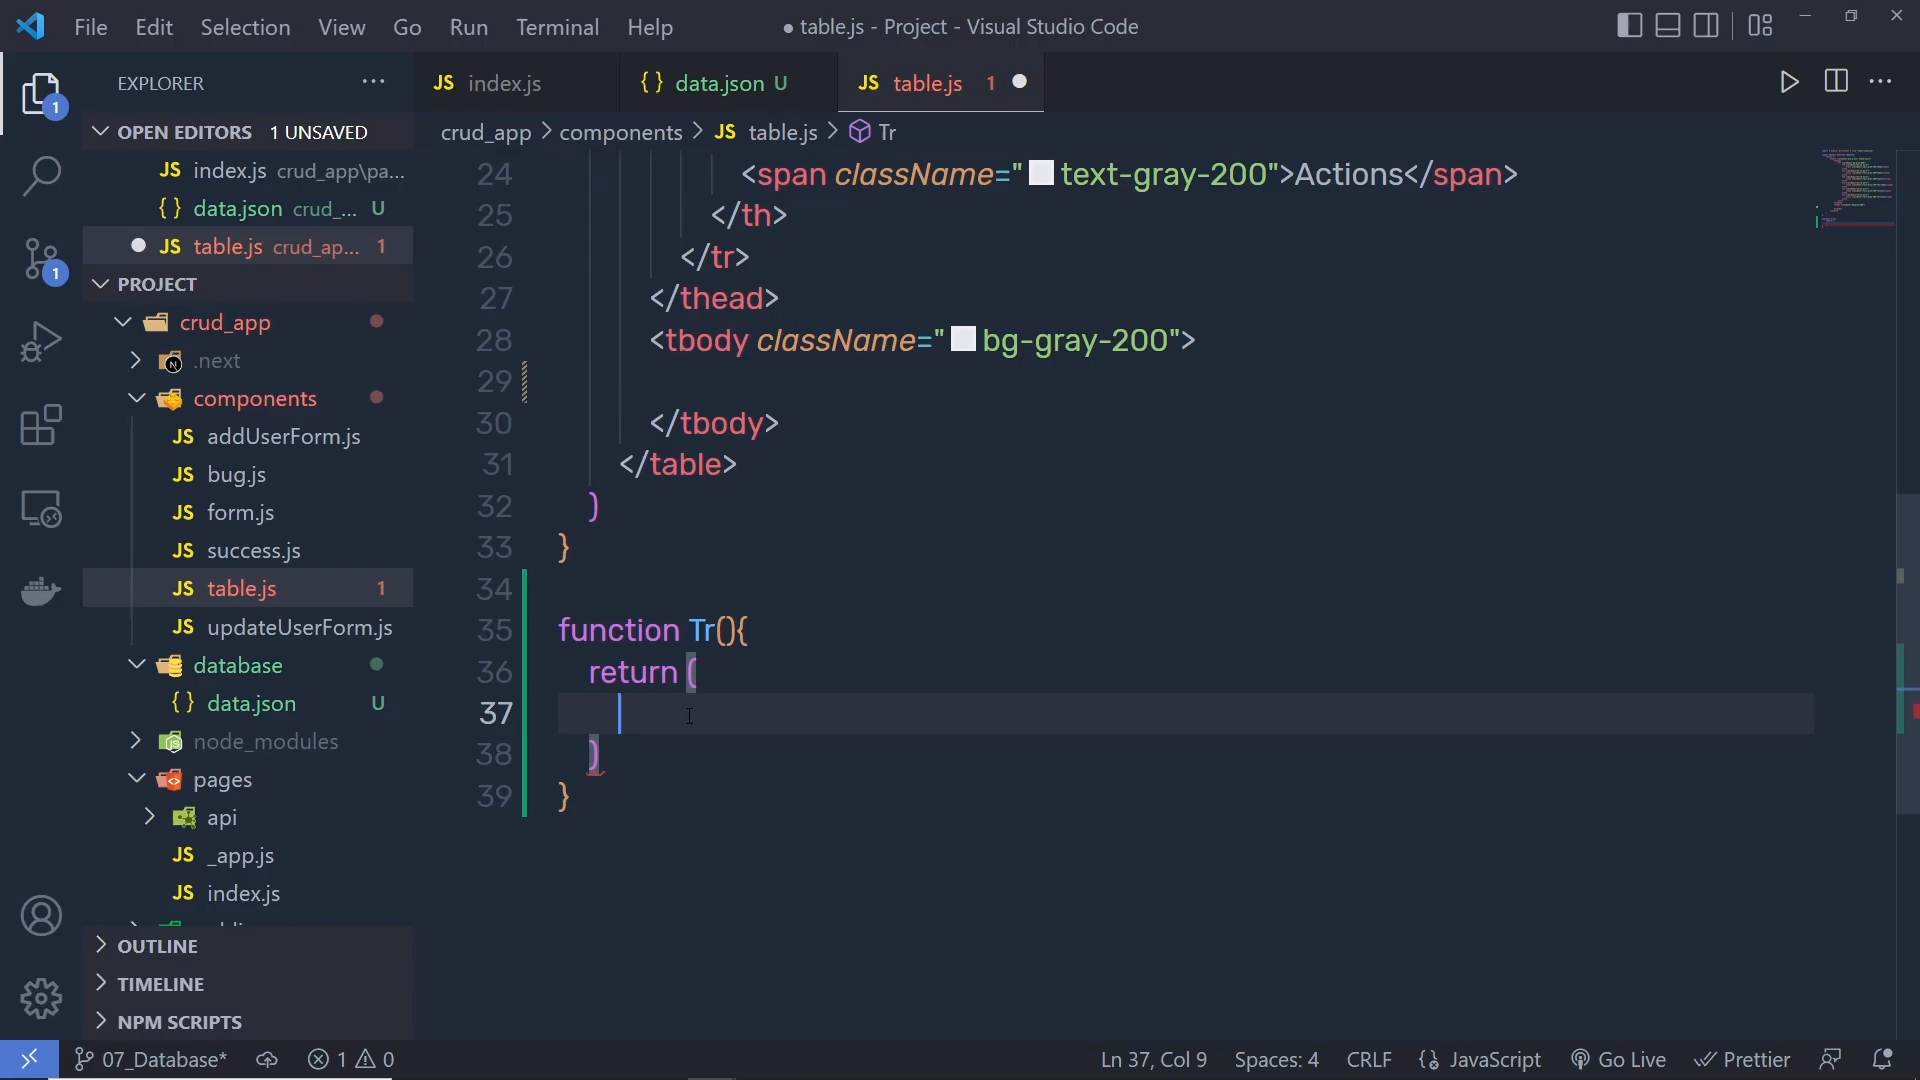 File Edit Selection View Go Run Terminal Help
● table.js - Project - Visual Studio Code
EXPLORER
JS index.js
{ } data.json U
JS table.js 1
OPEN EDITORS 1 UNSAVED
JS index.js crud_app\pa...
{ } data.json crud_... U
JS table.js crud_ap... 1
PROJECT
crud_app
.next
components
JS addUserForm.js
JS bug.js
JS form.js
JS success.js
JS table.js 1
JS updateUserForm.js
database
{ } data.json U
node_modules
pages
api
JS _app.js
JS index.js
OUTLINE
TIMELINE
NPM SCRIPTS
crud_app > components > JS table.js > Tr
24 <span className="text-gray-200">Actions</span>
25 </th>
26 </tr>
27 </thead>
28 <tbody className="bg-gray-200">
29
30 </tbody>
31 </table>
32 )
33 }
34
35 function Tr(){
36 return (
37
38 )
39 }
1
1
07_Database* 1 0
Ln 37, Col 9 Spaces: 4 CRLF JavaScript Go Live Prettier